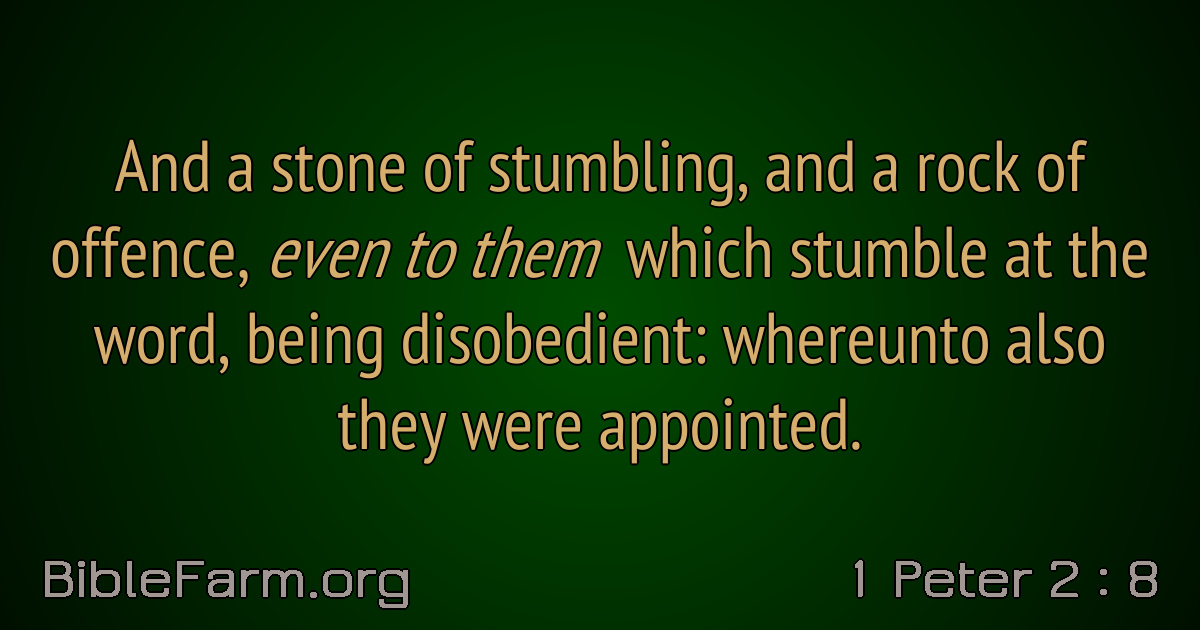 And a stone of stumbling, and a rock of
offence, even to them which stumble at the
word, being disobedient: whereunto also
they were appointed.
BibleFarm.org
1 Peter 2 : 8